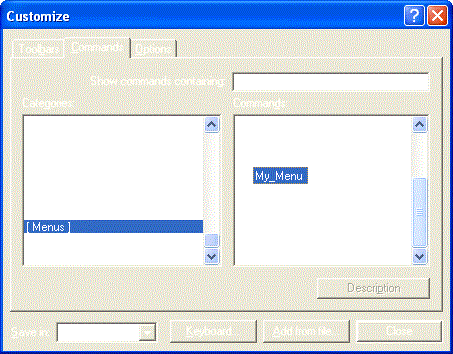 Customize
Toolbars Commands Options
Show commands containing:
Categories: Commands:
My_Menu
[ Menus ]
Description
Save in: Keyboard... Add from file... Close